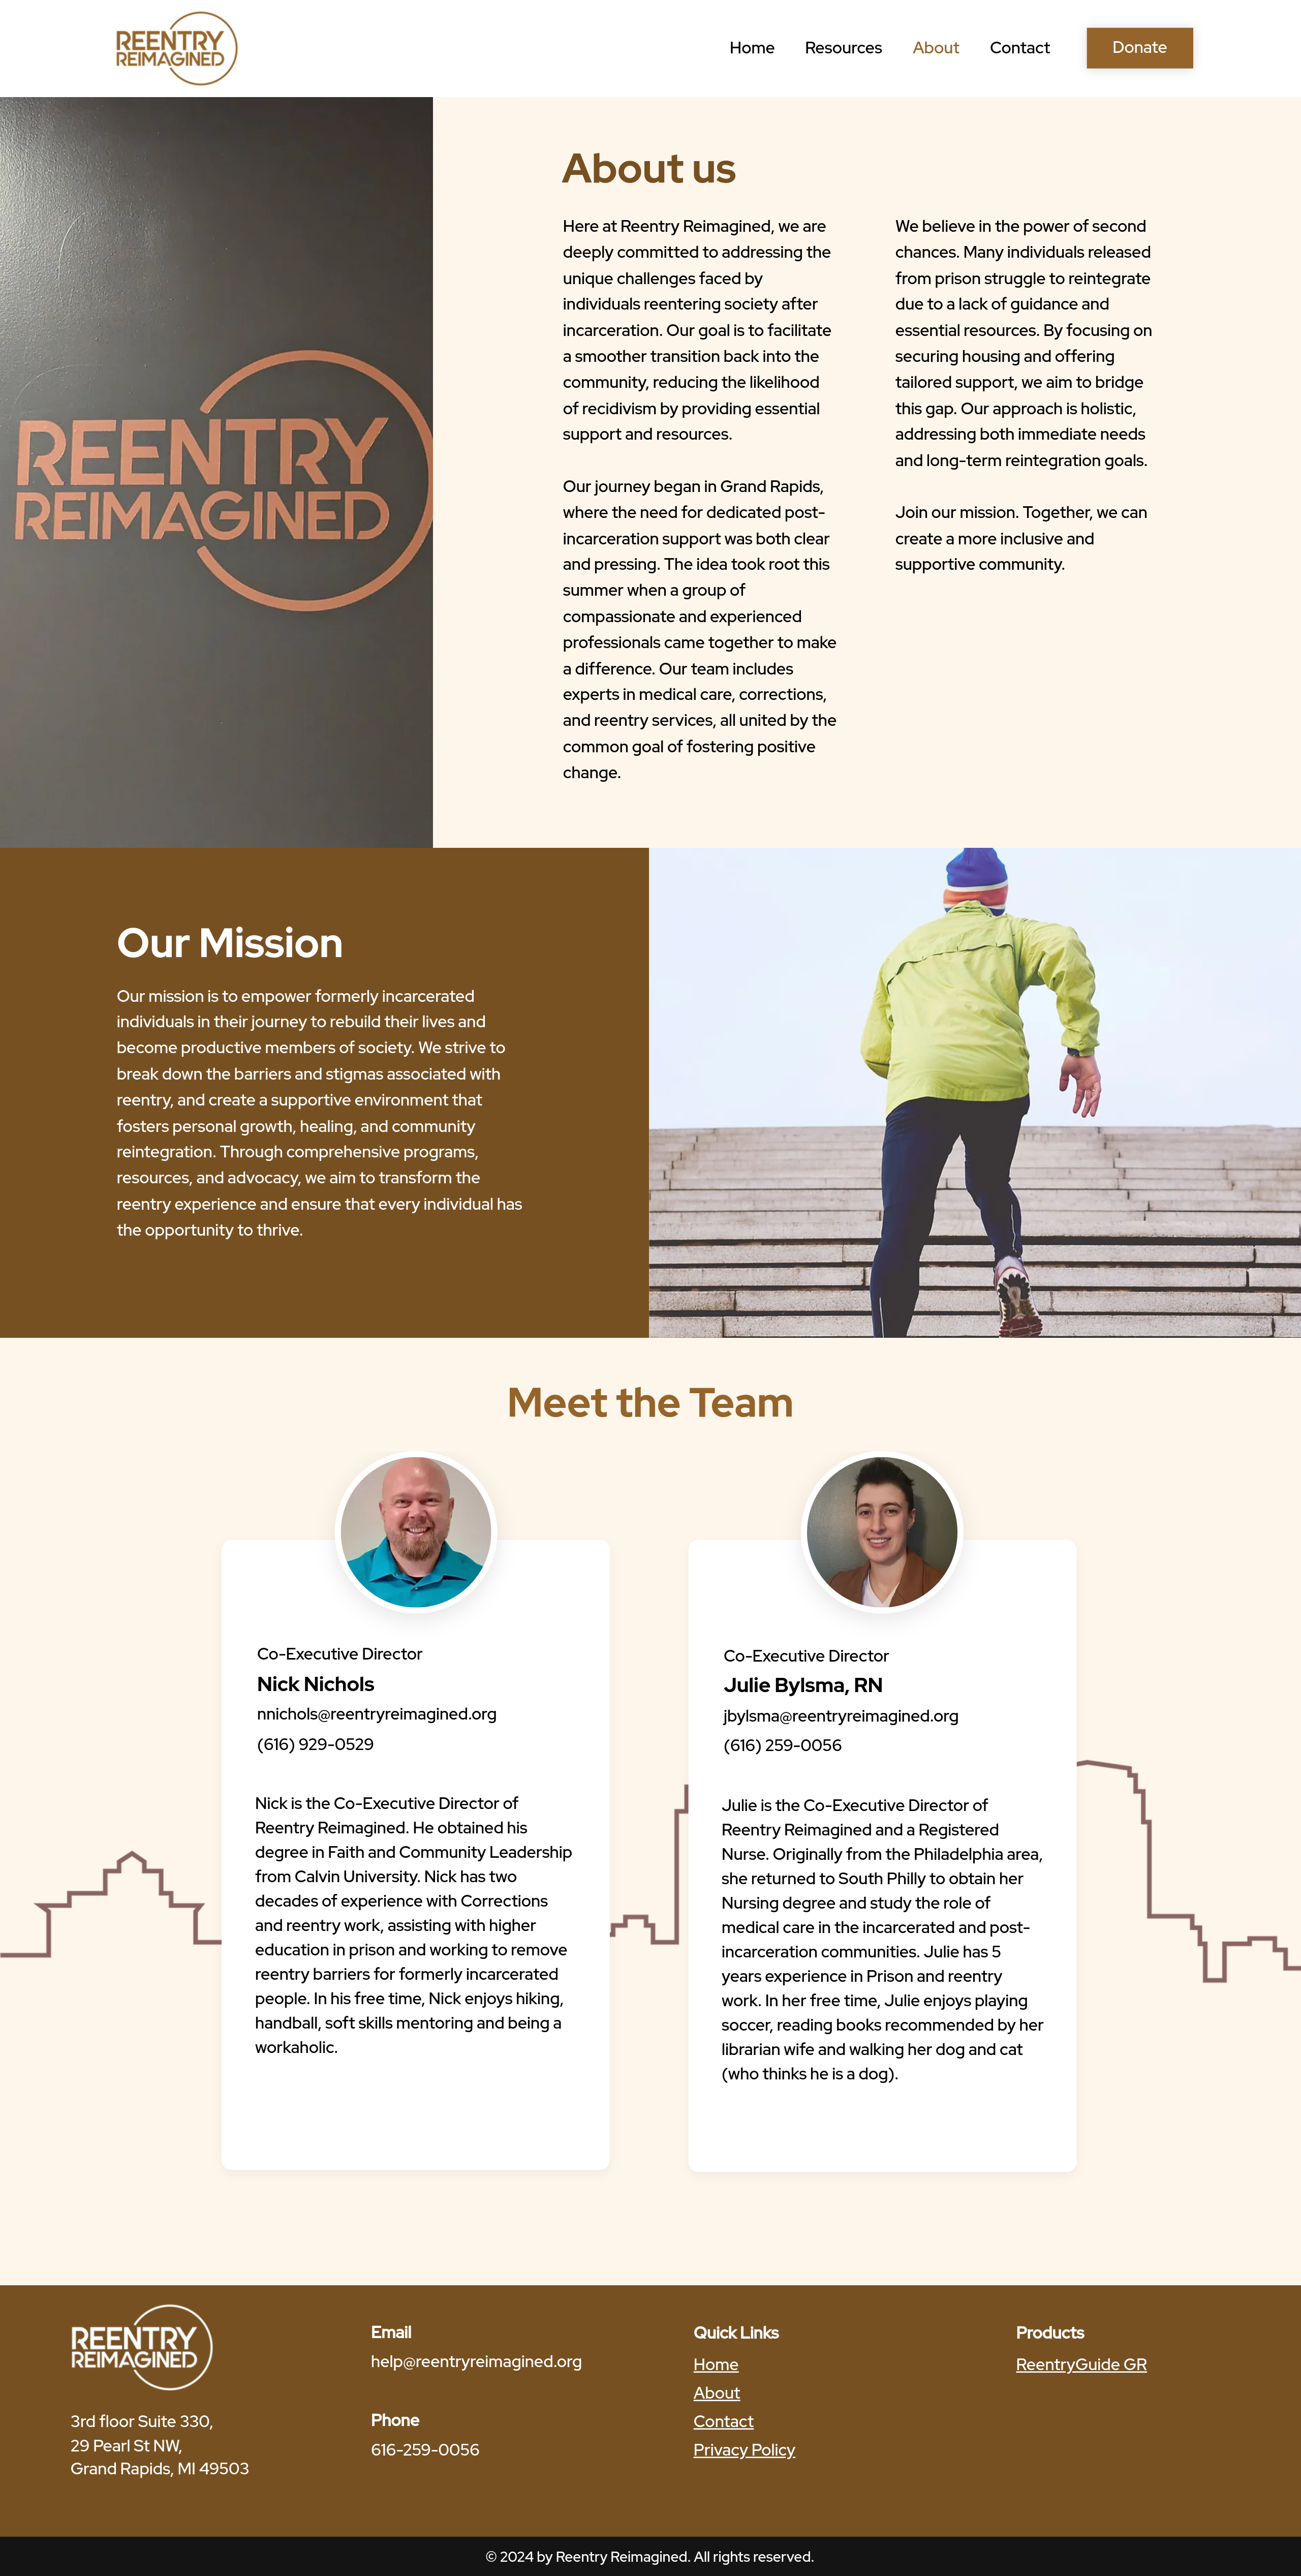 REENTRY
REIMAGINED
Home
Resources
About
Contact
Donate
REENTRY
REIMAGINED
About us
Here at Reentry Reimagined, we are
deeply committed to addressing the
unique challenges faced by
individuals reentering society after
incarceration. Our goal is to facilitate
a smoother transition back into the
community, reducing the likelihood
of recidivism by providing essential
support and resources.
Our journey began in Grand Rapids,
where the need for dedicated post-
incarceration support was both clear
and pressing. The idea took root this
summer when a group of
compassionate and experienced
professionals came together to make
a difference. Our team includes
experts in medical care, corrections,
and reentry services, all united by the
common goal of fostering positive
change.
We believe in the power of second
chances. Many individuals released
from prison struggle to reintegrate
due to a lack of guidance and
essential resources. By focusing on
securing housing and offering
tailored support, we aim to bridge
this gap. Our approach is holistic,
addressing both immediate needs
and long-term reintegration goals.
Join our mission. Together, we can
create a more inclusive and
supportive community.
Our Mission
Our mission is to empower formerly incarcerated
individuals in their journey to rebuild their lives and
become productive members of society. We strive to
break down the barriers and stigmas associated with
reentry, and create a supportive environment that
fosters personal growth, healing, and community
reintegration. Through comprehensive programs,
resources, and advocacy, we aim to transform the
reentry experience and ensure that every individual has
the opportunity to thrive.
Meet the Team
Co-Executive Director
Nick Nichols
nnichols@reentryreimagined.org
(616) 929-0529
Nick is the Co-Executive Director of
Reentry Reimagined. He obtained his
degree in Faith and Community Leadership
from Calvin University. Nick has two
decades of experience with Corrections
and reentry work, assisting with higher
education in prison and working to remove
reentry barriers for formerly incarcerated
people. In his free time, Nick enjoys hiking,
handball, soft skills mentoring and being a
workaholic.
Co-Executive Director
Julie Bylsma, RN
jbylsma@reentryreimagined.org
(616) 259-0056
Julie is the Co-Executive Director of
Reentry Reimagined and a Registered
Nurse. Originally from the Philadelphia area,
she returned to South Philly to obtain her
Nursing degree and study the role of
medical care in the incarcerated and post-
incarceration communities. Julie has 5
years experience in Prison and reentry
work. In her free time, Julie enjoys playing
soccer, reading books recommended by her
librarian wife and walking her dog and cat
(who thinks he is a dog).
REENTRY
REIMAGINED
3rd floor Suite 330,
29 Pearl St NW,
Grand Rapids, MI 49503
Email
help@reentryreimagined.org
Phone
616-259-0056
Quick Links
Home
About
Contact
Privacy Policy
Products
ReentryGuide GR
© 2024 by Reentry Reimagined. All rights reserved.